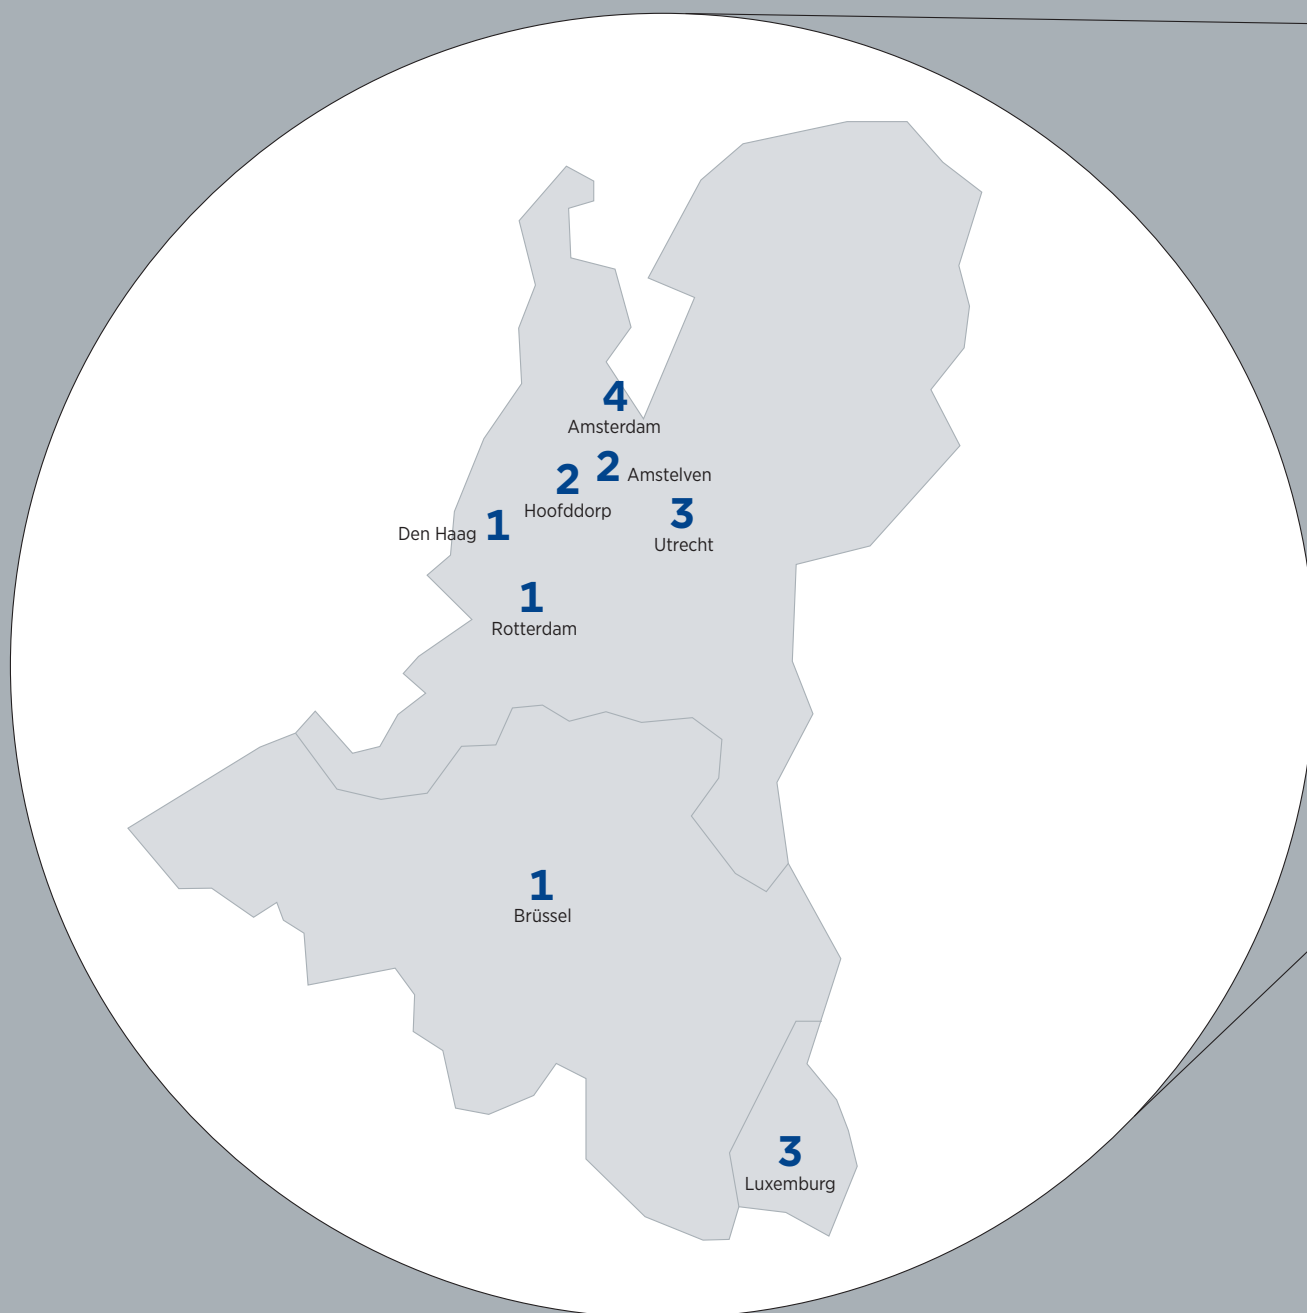 4
Amsterdam
2 Amstelven
2
Hoofddorp
3
Utrecht
Den Haag 1
1
Rotterdam
1
Brüssel
3
Luxemburg